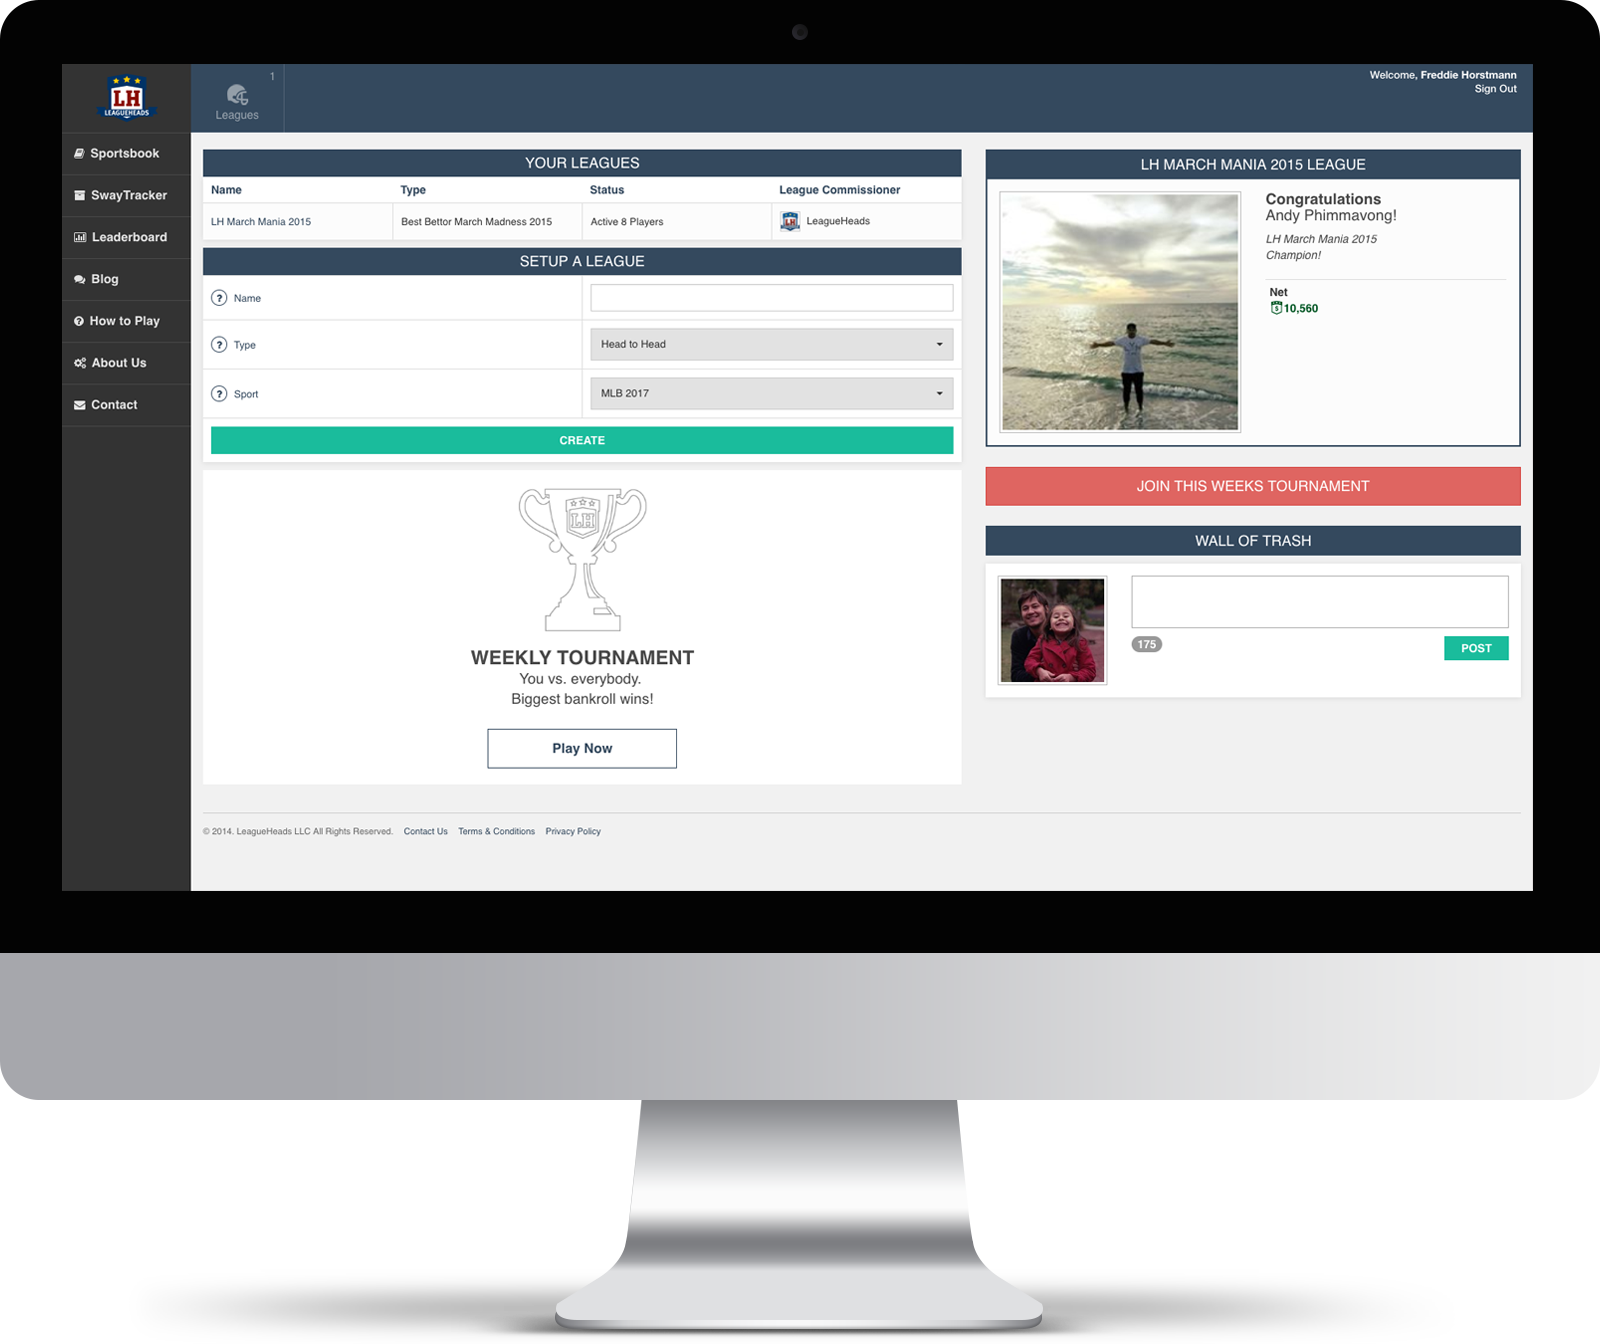 LH
LEAGUEHEADS
1
Leagues
Welcome, Freddie Horstmann
Sign Out
Sportsbook
SwayTracker
Leaderboard
Blog
How to Play
About Us
Contact
YOUR LEAGUES
Name Type Status League Commissioner
LH March Mania 2015 Best Bettor March Madness 2015 Active 8 Players LH LeagueHeads
SETUP A LEAGUE
? Name
? Type Head to Head
? Sport MLB 2017
CREATE
LH
WEEKLY TOURNAMENT
You vs. everybody.
Biggest bankroll wins!
Play Now
LH MARCH MANIA 2015 LEAGUE
Congratulations
Andy Phimmavong!
LH March Mania 2015
Champion!
Net
$ 10,560
JOIN THIS WEEKS TOURNAMENT
WALL OF TRASH
175
POST
© 2014. LeagueHeads LLC All Rights Reserved. Contact Us Terms & Conditions Privacy Policy